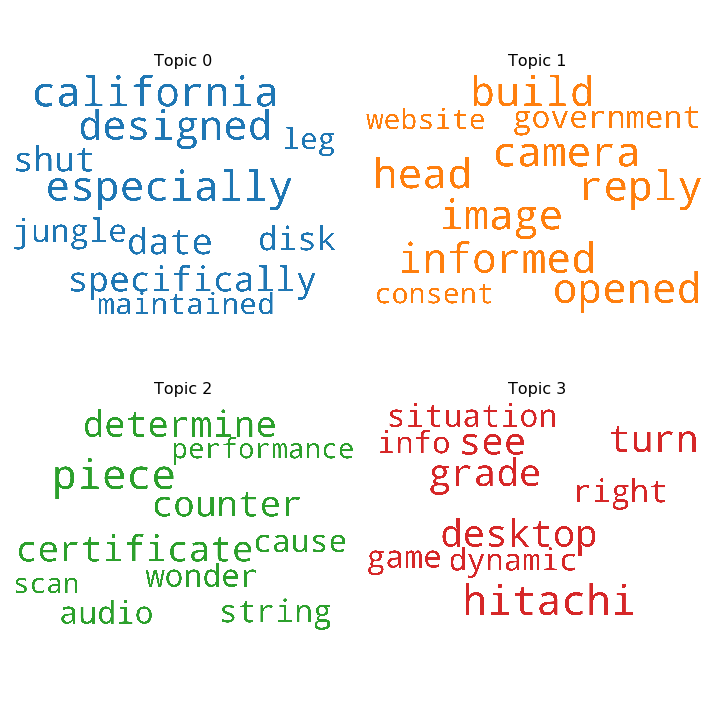 Topic 0
california
designed
leg
shut
especially
jungle
date
disk
specifically
maintained
Topic 1
build
website
government
camera
head
reply
image
informed
consent
opened
Topic 2
determine
performance
piece
counter
certificate
cause
scan
wonder
audio
string
Topic 3
situation
info
see
turn
grade
right
desktop
game
dynamic
hitachi